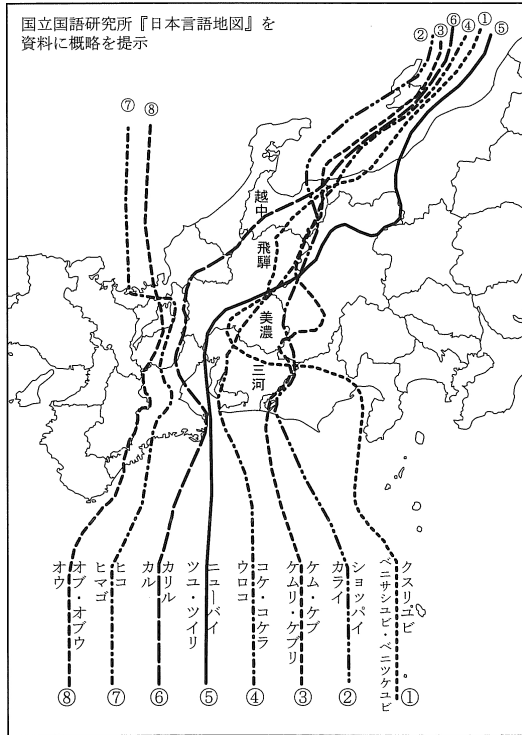 国立国語研究所『日本言語地図』を
資料に概略を提示
②
③
⑥
④
①
⑤
⑦
⑧
越中
飛騨
美濃
三河
クスリユビ
ベニサシユビ・ベニツケユビ
①
ショッパイ
カライ
②
ケム・ケブ
ケムリ・ケブリ
③
コケ・コケラ
ウロコ
④
ニューバイ
ツユ・ツイリ
⑤
カリル
カル
⑥
ヒコ
ヒマゴ
⑦
オブ・オブウ
オウ
⑧